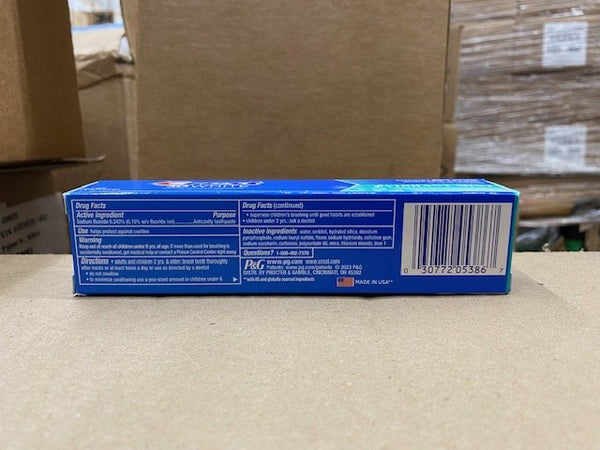 Drug Facts
Active ingredient Purpose
Sodium fluoride 0.243% (0.15% w/v fluoride ion) Anticavity toothpaste
Use helps protect against cavities
Warning
Keep out of reach of children under 6 yrs. of age. If more than used for brushing is
accidentally swallowed, get medical help or contact a Poison Control Center right away.
Directions • adults and children 2 yrs. & older: brush teeth thoroughly
after meals or at least twice a day or use as directed by a dentist
• do not swallow
• to minimize swallowing use a pea-sized amount in children under 6
Drug Facts (continued)
• supervise children's brushing until good habits are established
• children under 2 yrs.: ask a dentist
Inactive ingredients water, sorbitol, hydrated silica, disodium
pyrophosphate, sodium lauryl sulfate, flavor, sodium hydroxide, cellulose gum,
sodium saccharin, carbomer, polysorbate 80, mica, titanium dioxide, blue 1
Questions?
P&G www.pg.com www.crest.com
Patents: www.pg.com/patents © 2023 P&G
DISTR. BY PROCTER & GAMBLE, CINCINNATI, OH 45202
**with US and globally sourced ingredients
MADE IN USA**
0 30772 05386 7